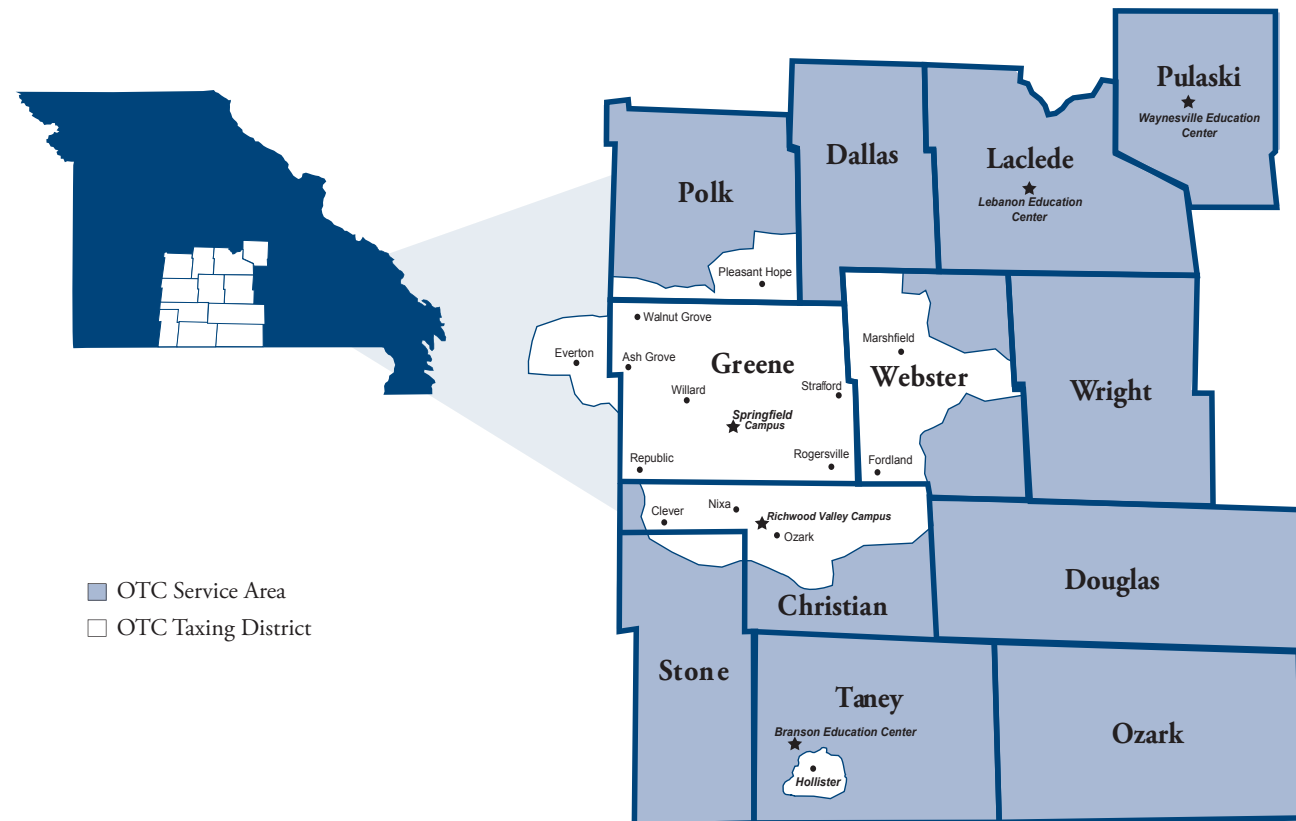 Pulaski
Waynesville Education
Center
Dallas
Laclede
Lebanon Education
Center
Polk
Pleasant Hope
Walnut Grove
Everton
Ash Grove
Greene
Willard
Strafford
Springfield
Campus
Republic
Rogersville
Marshfield
Webster
Fordland
Wright
Clever
Nixa
Richwood Valley Campus
Ozark
Christian
Douglas
OTC Service Area
OTC Taxing District
Stone
Taney
Branson Education Center
Hollister
Ozark